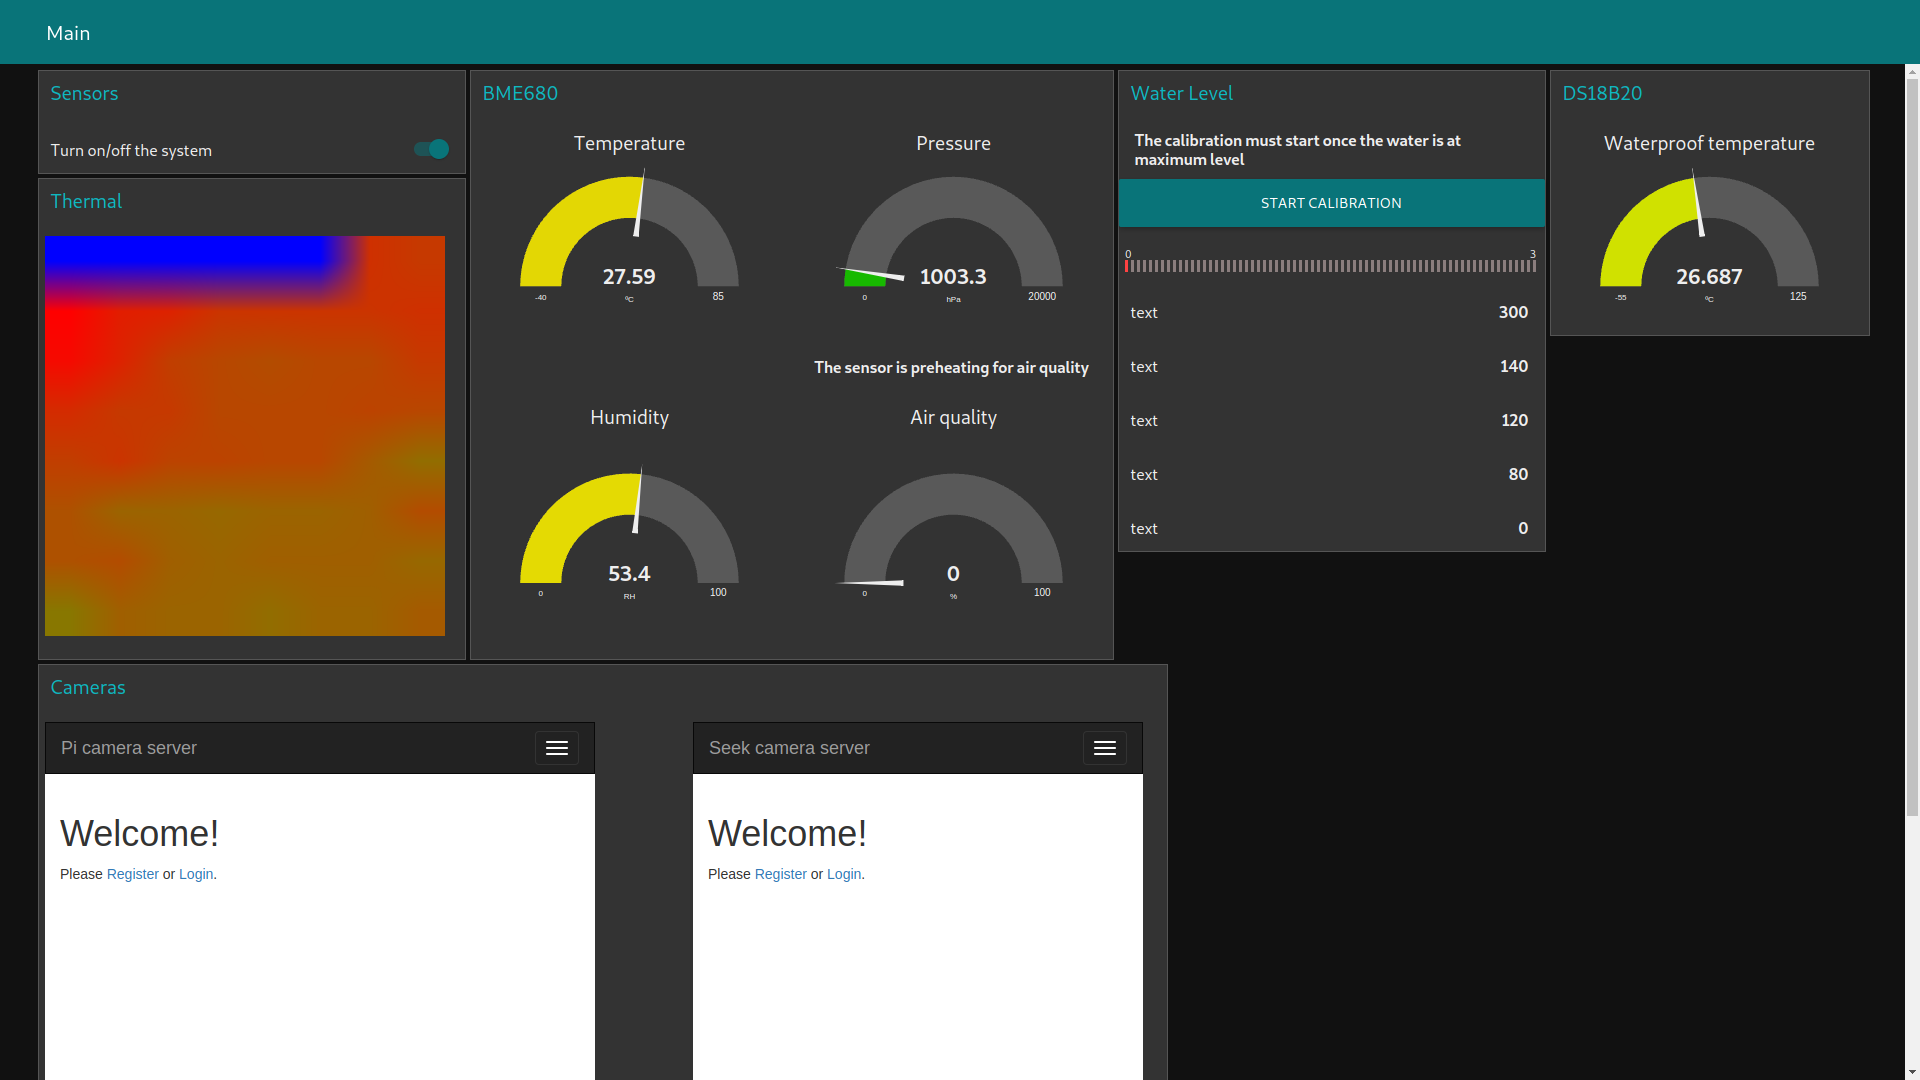 Main
Sensors
Turn on/off the system
Thermal
BME680
Temperature
27.59
-40
ºC
85
Pressure
1003.3
0
hPa
20000
The sensor is preheating for air quality
Humidity
53.4
0
RH
100
Air quality
0
0
%
100
Water Level
The calibration must start once the water is at
maximum level
START CALIBRATION
0
3
text 300
text 140
text 120
text 80
text 0
DS18B20
Waterproof temperature
26.687
-55
ºC
125
Cameras
Pi camera server
Welcome!
Please Register or Login.
Seek camera server
Welcome!
Please Register or Login.